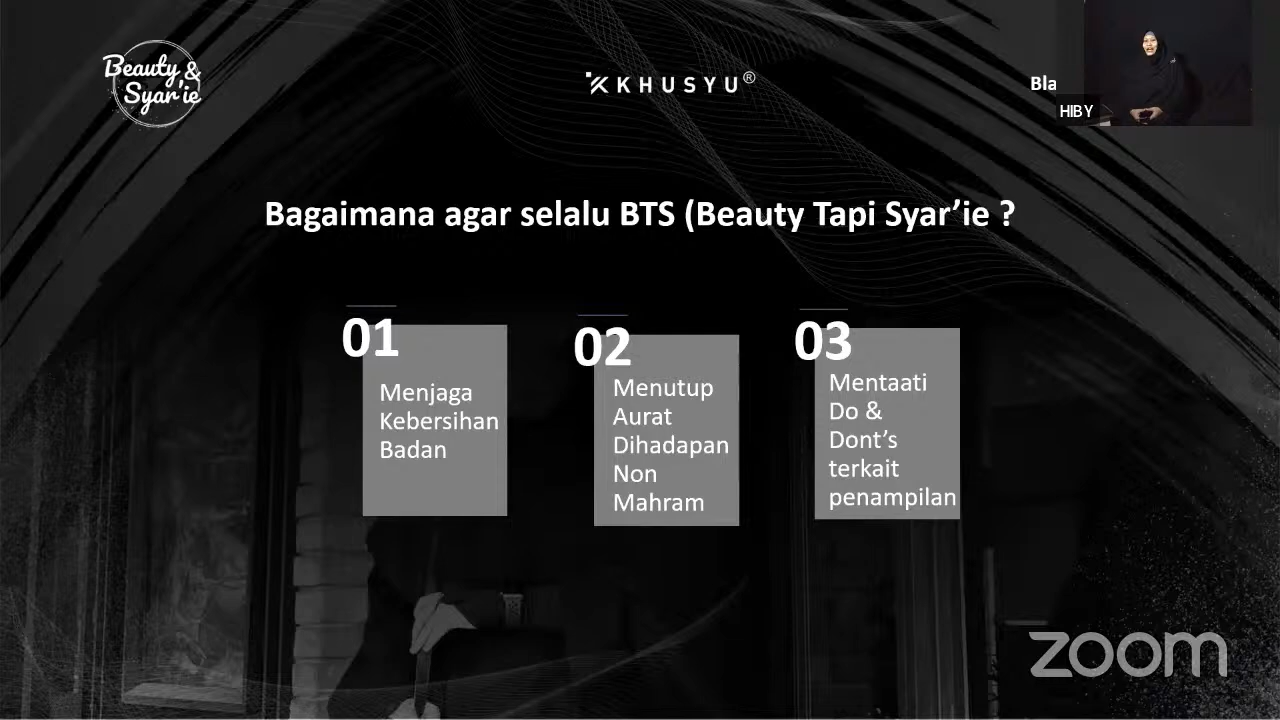 Beauty &
Syar'ie
KHUSYU®
Bla
HIBY
Bagaimana agar selalu BTS (Beauty Tapi Syar’ie ?
01
Menjaga
Kebersihan
Badan
02
Menutup
Aurat
Dihadapan
Non
Mahram
03
Mentaati
Do &
Dont’s
terkait
penampilan
zoom